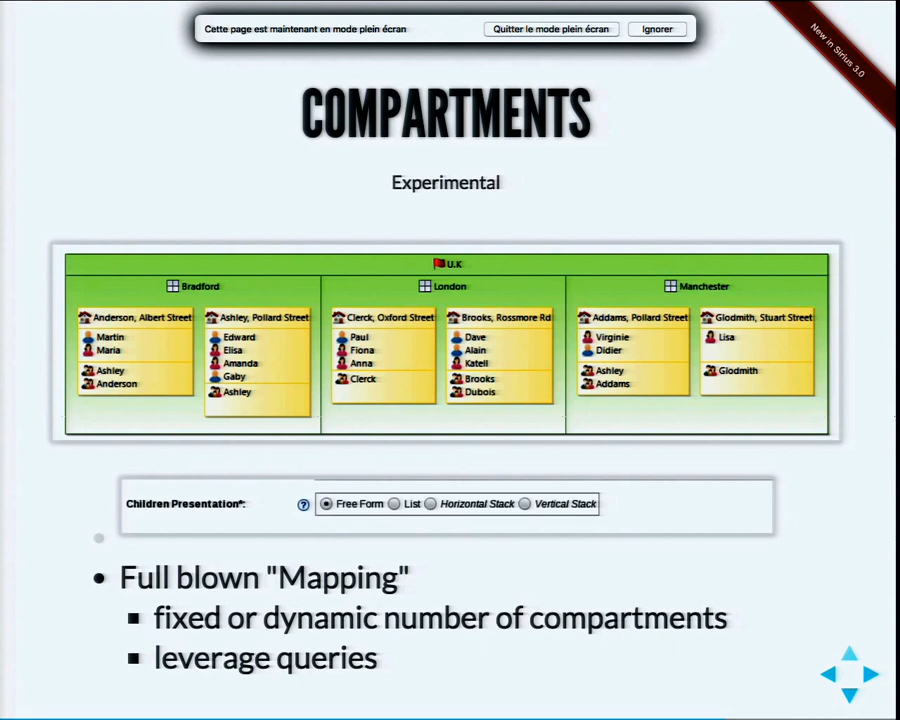 Cette page est maintenant en mode plein écran
Quitter le mode plein écran
Ignorer
New in Sirius 3.0
COMPARTMENTS
Experimental
U.K
Bradford
London
Manchester
Anderson, Albert Street
Martin
Maria
Ashley
Anderson
Ashley, Pollard Street
Edward
Elisa
Amanda
Gaby
Ashley
Clerck, Oxford Street
Paul
Fiona
Anna
Clerck
Brooks, Rossmore Rd
Dave
Alain
Katell
Brooks
Dubois
Addams, Pollard Street
Virginie
Didier
Ashley
Addams
Glodmith, Stuart Street
Lisa
Glodmith
Children Presentation*: ? Free Form List Horizontal Stack Vertical Stack
• Full blown "Mapping"
▪ fixed or dynamic number of compartments
▪ leverage queries